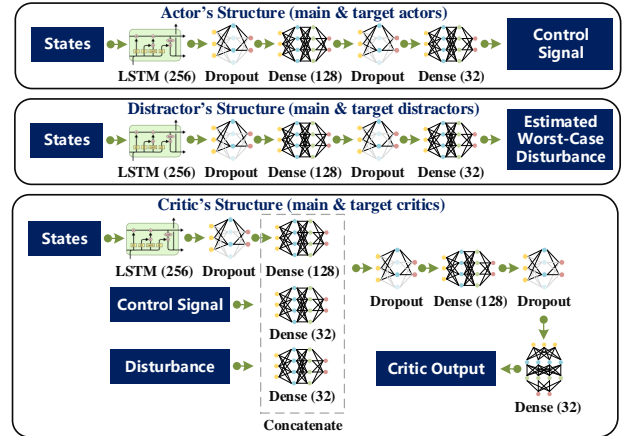 Actor's Structure (main & target actors)
States
Control
Signal
LSTM (256) Dropout Dense (128) Dropout Dense (32)
Distractor's Structure (main & target distractors)
States
Estimated
Worst-Case
Disturbance
LSTM (256) Dropout Dense (128) Dropout Dense (32)
Critic's Structure (main & target critics)
States
LSTM (256) Dropout Dense (128)
Control Signal
Dense (32)
Disturbance
Dense (32)
Concatenate
Dropout Dense (128) Dropout
Critic Output
Dense (32)